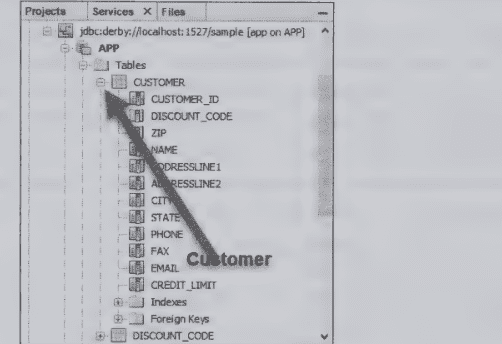 Projects Services × Files
jdbc:derby://localhost:1527/sample [app on APP]
APP
Tables
CUSTOMER
CUSTOMER_ID
DISCOUNT_CODE
ZIP
NAME
ADDRESSLINE1
ADDRESSLINE2
CITY
STATE
PHONE
FAX
Customer
EMAIL
CREDIT_LIMIT
Indexes
Foreign Keys
DISCOUNT_CODE